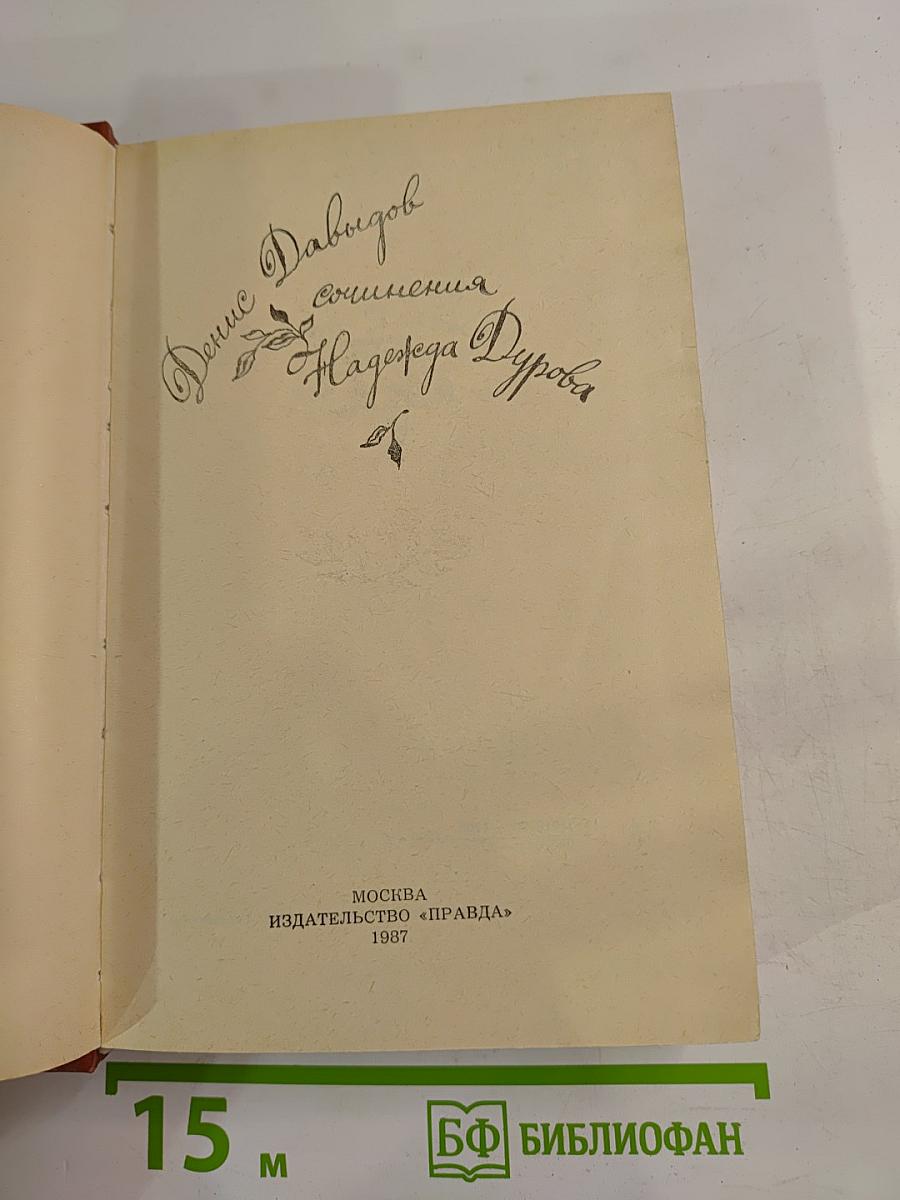 Денис Давыдов
сочинения
Надежда Дурова
МОСКВА
ИЗДАТЕЛЬСТВО «ПРАВДА»
1987
15 м
БФ БИБЛИОФАН